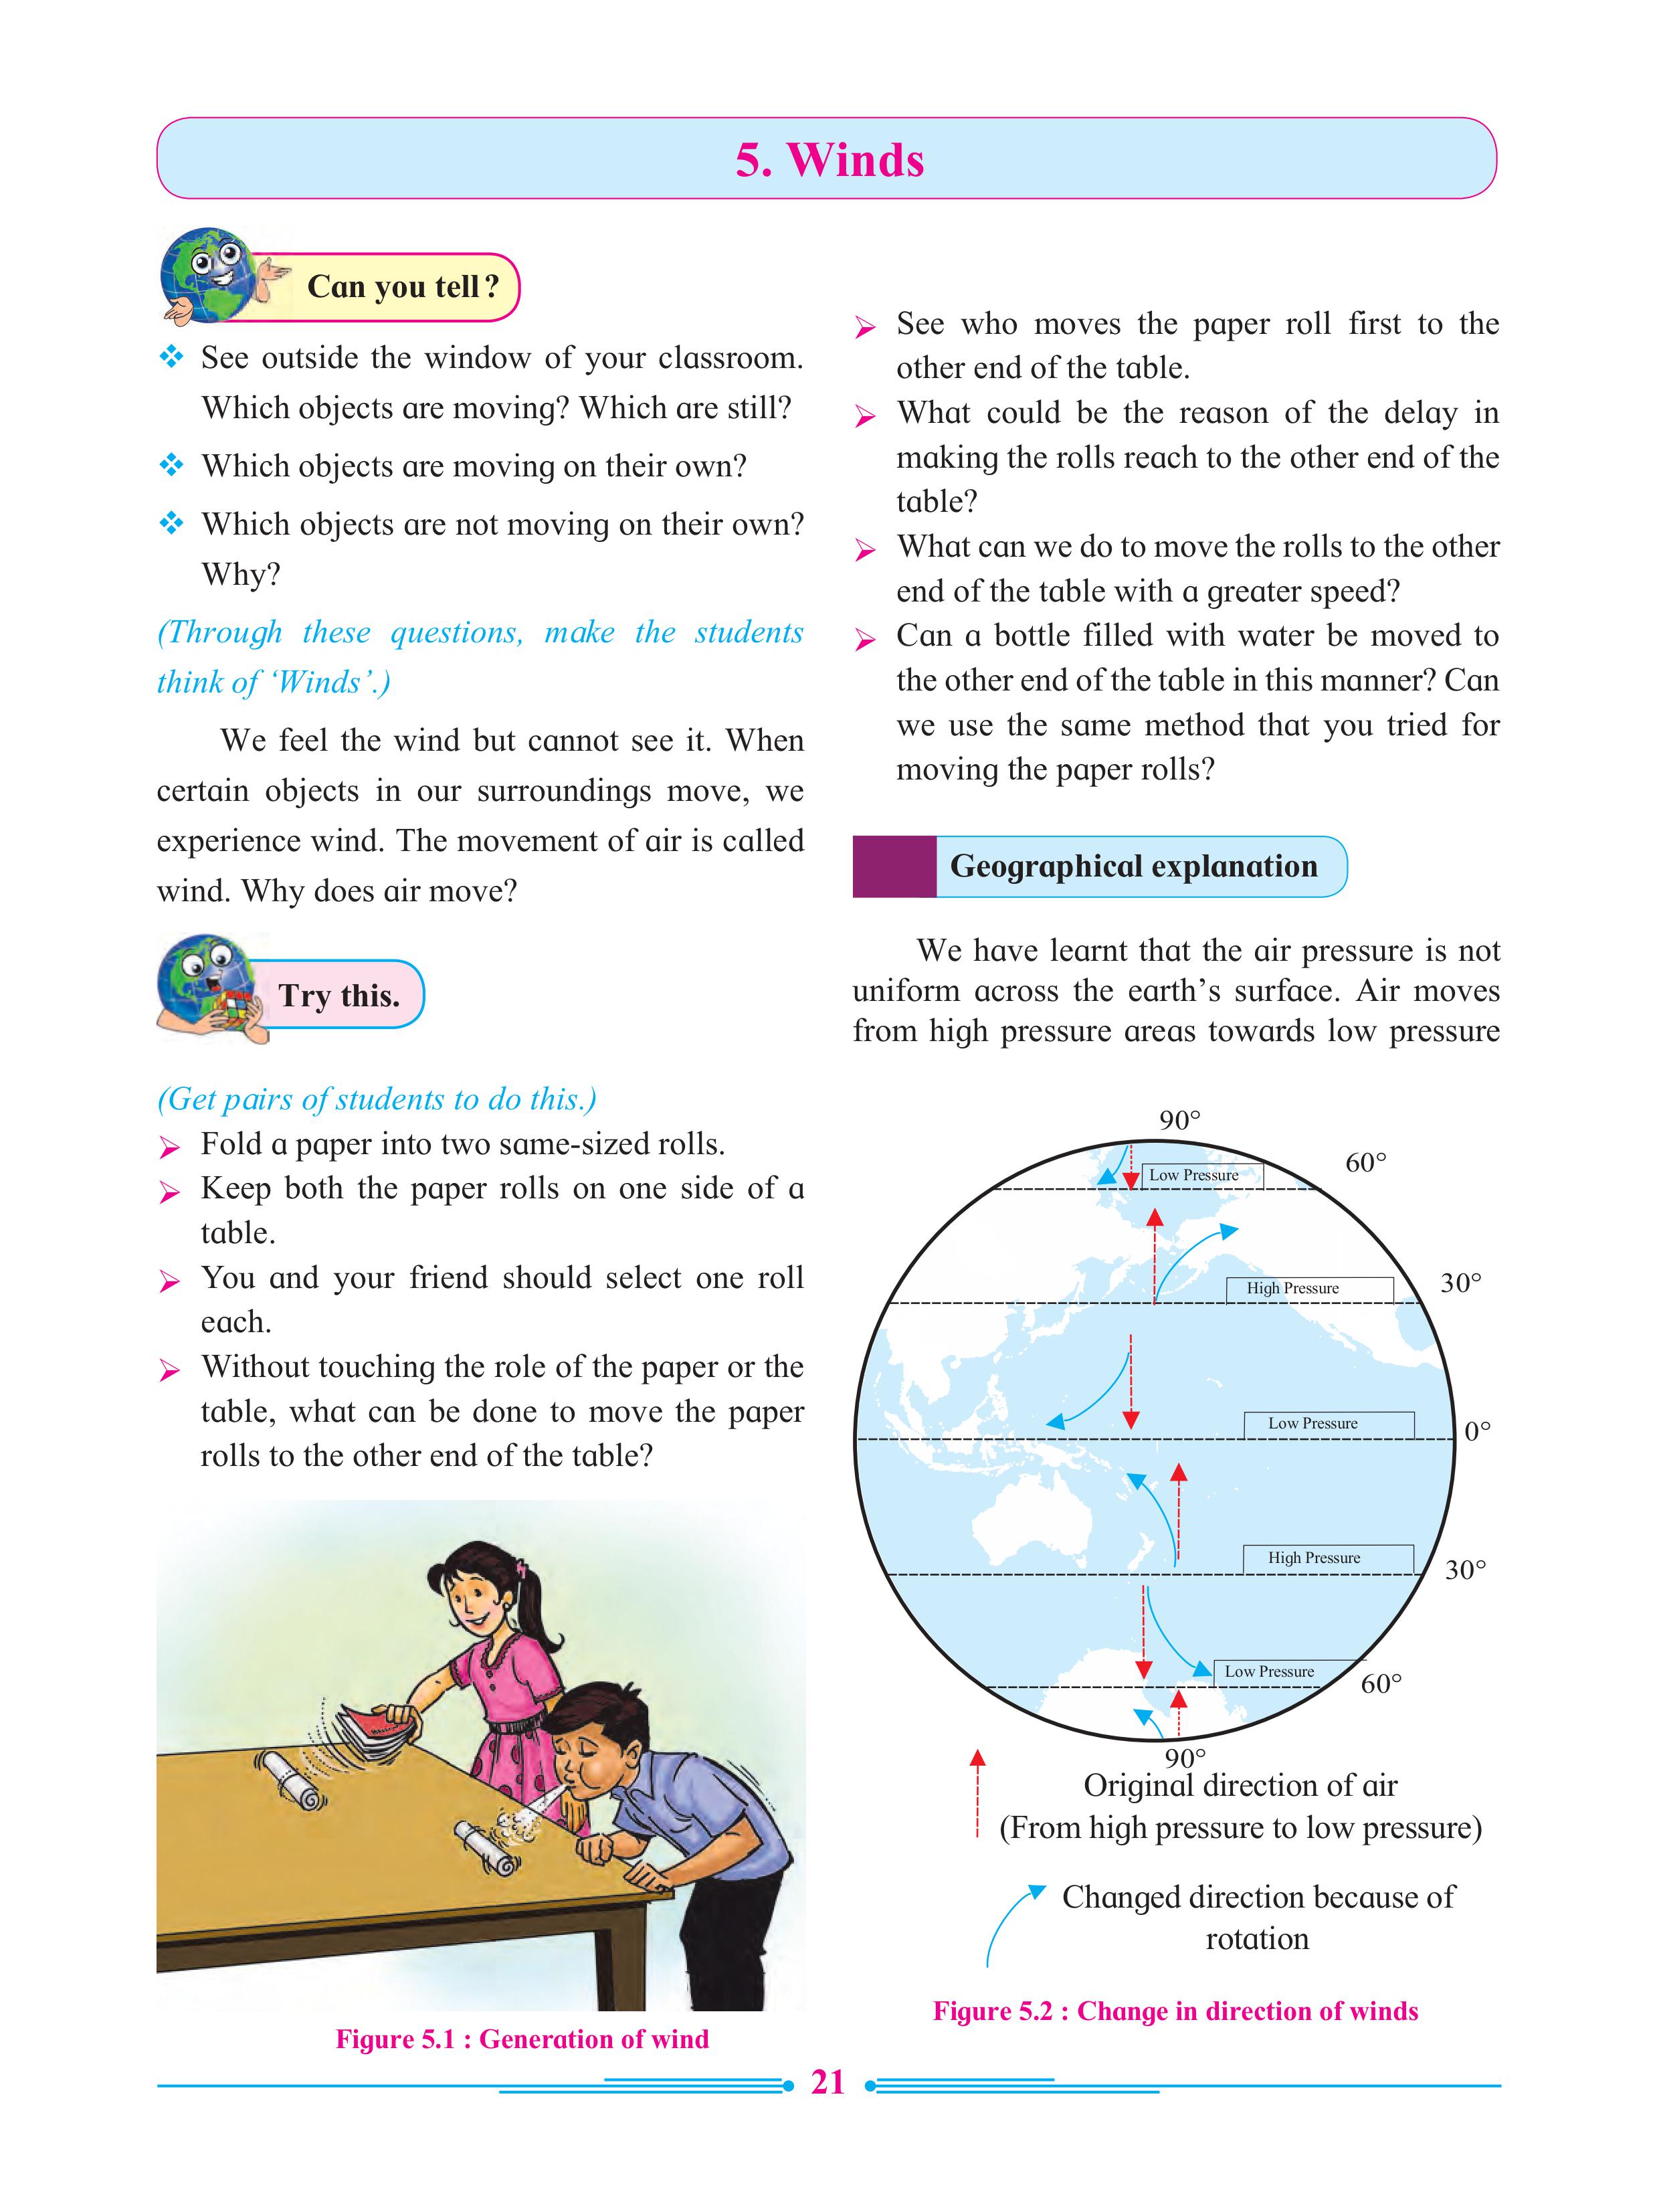 5. Winds
Can you tell?
❖ See outside the window of your classroom.
Which objects are moving? Which are still?
❖ Which objects are moving on their own?
❖ Which objects are not moving on their own?
Why?
(Through these questions, make the students
think of ‘Winds’.)
We feel the wind but cannot see it. When
certain objects in our surroundings move, we
experience wind. The movement of air is called
wind. Why does air move?
Try this.
(Get pairs of students to do this.)
➢ Fold a paper into two same-sized rolls.
➢ Keep both the paper rolls on one side of a
table.
➢ You and your friend should select one roll
each.
➢ Without touching the role of the paper or the
table, what can be done to move the paper
rolls to the other end of the table?
Figure 5.1 : Generation of wind
➢ See who moves the paper roll first to the
other end of the table.
➢ What could be the reason of the delay in
making the rolls reach to the other end of the
table?
➢ What can we do to move the rolls to the other
end of the table with a greater speed?
➢ Can a bottle filled with water be moved to
the other end of the table in this manner? Can
we use the same method that you tried for
moving the paper rolls?
Geographical explanation
We have learnt that the air pressure is not
uniform across the earth’s surface. Air moves
from high pressure areas towards low pressure
90°
60°
Low Pressure
30°
High Pressure
Low Pressure
0°
High Pressure
30°
Low Pressure
60°
90°
Original direction of air
(From high pressure to low pressure)
Changed direction because of
rotation
Figure 5.2 : Change in direction of winds
21